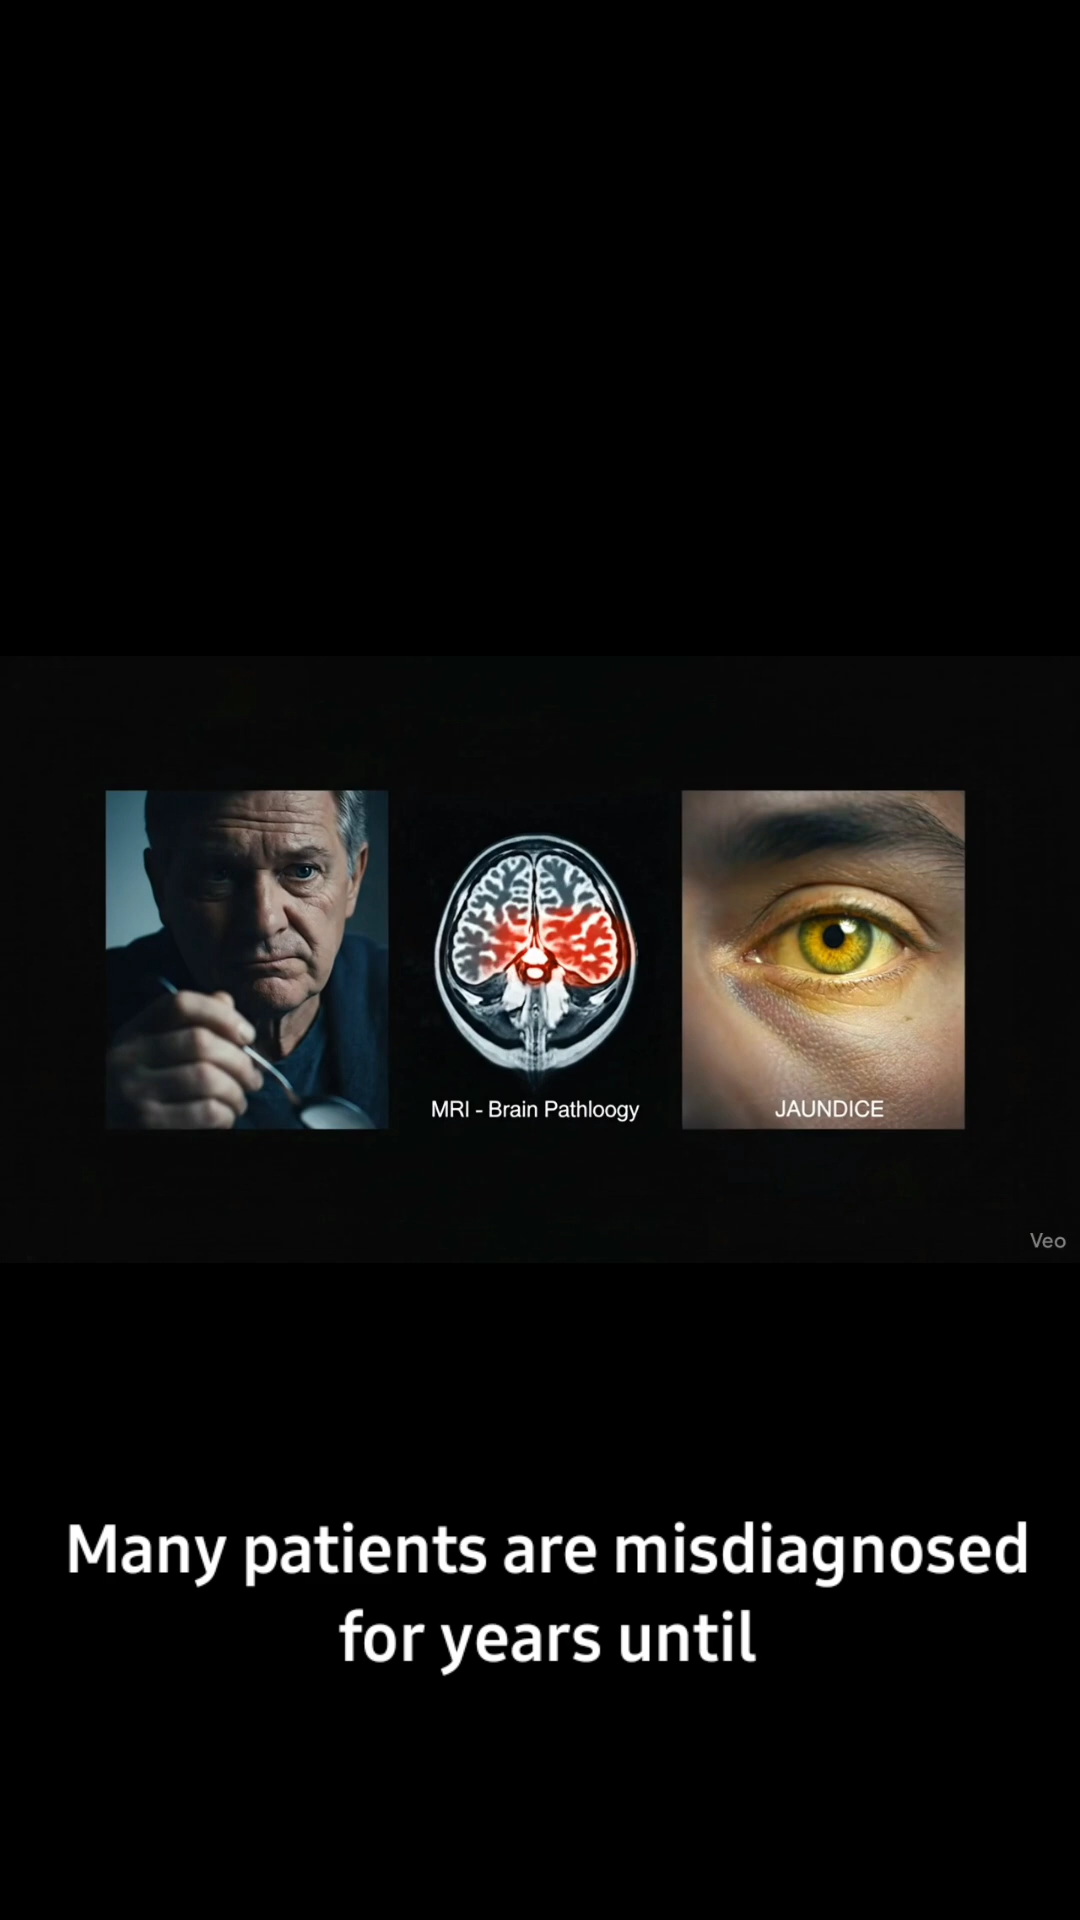 MRI - Brain Pathloogy
JAUNDICE
Veo
Many patients are misdiagnosed
for years until